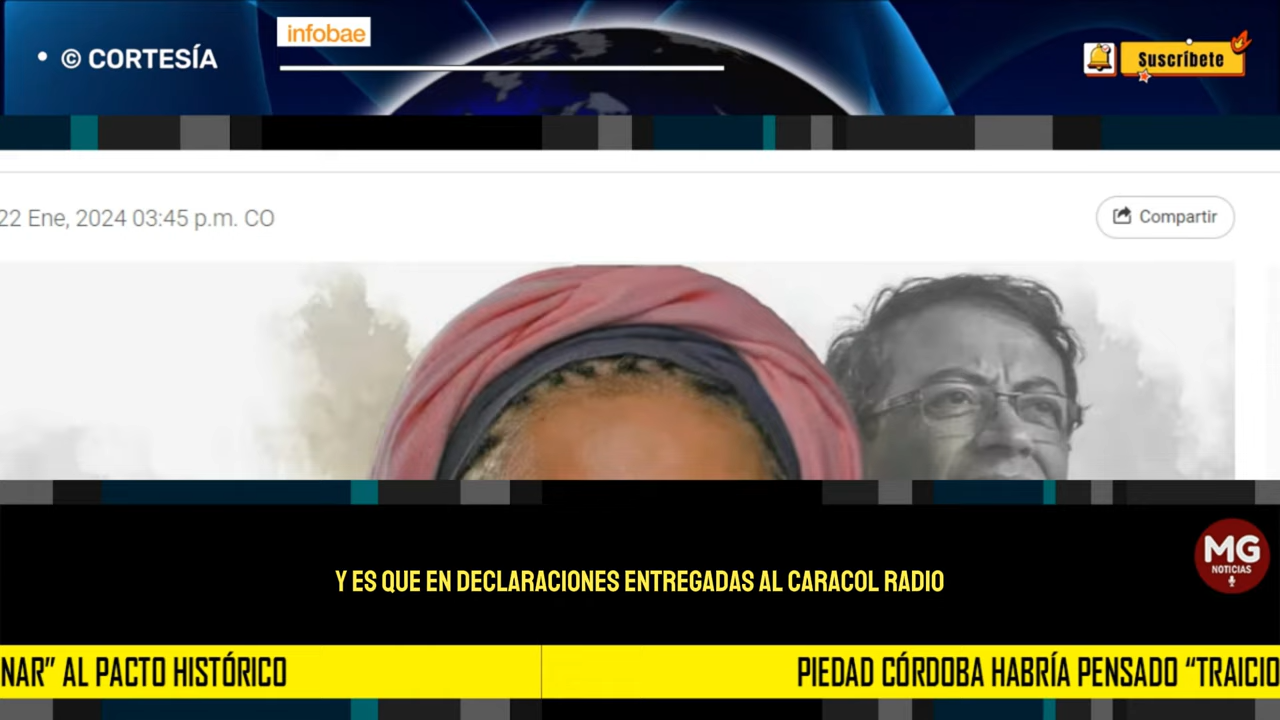 • © CORTESÍA
infobae
Suscríbete
22 Ene, 2024 03:45 p.m. CO
Compartir
Y ES QUE EN DECLARACIONES ENTREGADAS AL CARACOL RADIO
MG
NOTICIAS
NAR” AL PACTO HISTÓRICO
PIEDAD CÓRDOBA HABRÍA PENSADO “TRAICIO